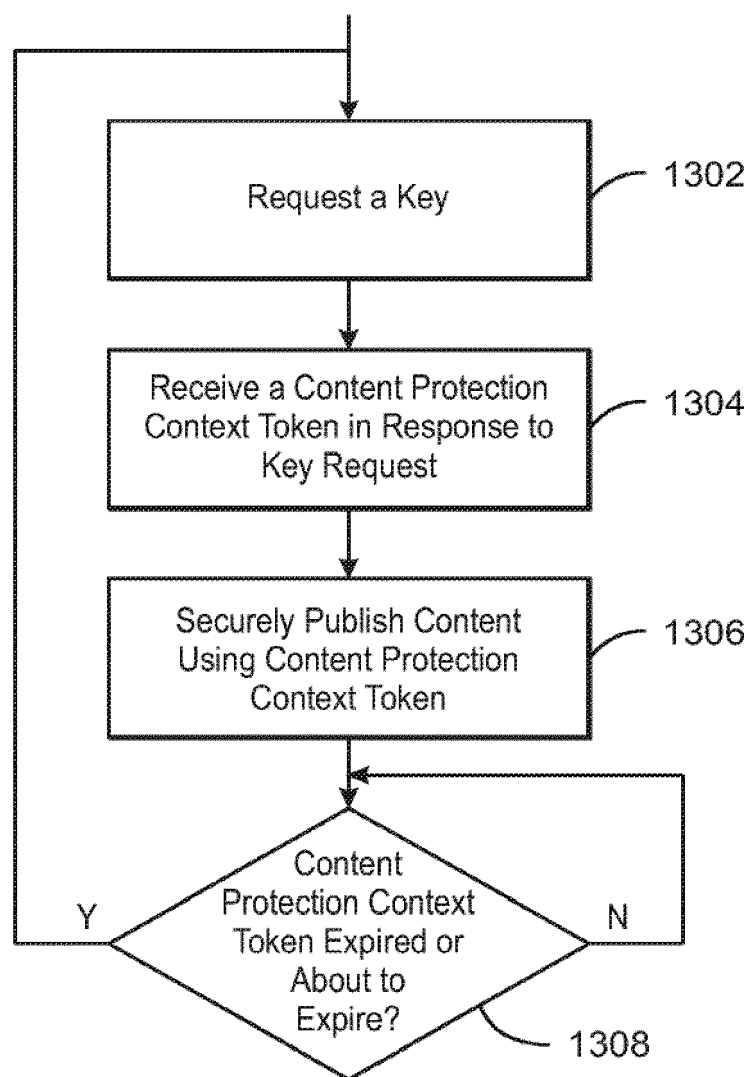 Request a Key
1302
Receive a Content Protection
Context Token in Response to
Key Request
1304
Securely Publish Content
Using Content Protection
Context Token
1306
Content
Protection Context
Token Expired or
About to
Expire?
Y
N
1308